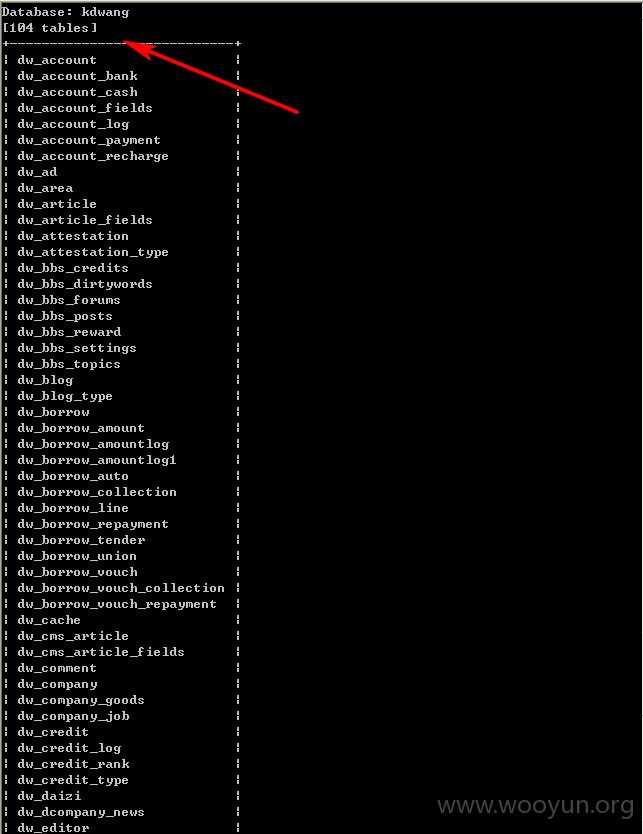 Database: kdwang
[104 tables]
dw_account
dw_account_bank
dw_account_cash
dw_account_fields
dw_account_log
dw_account_payment
dw_account_recharge
dw_ad
dw_area
dw_article
dw_article_fields
dw_attestation
dw_attestation_type
dw_bbs_credits
dw_bbs_dirtywords
dw_bbs_forums
dw_bbs_posts
dw_bbs_reward
dw_bbs_settings
dw_bbs_topics
dw_blog
dw_blog_type
dw_borrow
dw_borrow_amount
dw_borrow_amountlog
dw_borrow_amountlog1
dw_borrow_auto
dw_borrow_collection
dw_borrow_line
dw_borrow_repayment
dw_borrow_tender
dw_borrow_union
dw_borrow_vouch
dw_borrow_vouch_collection
dw_borrow_vouch_repayment
dw_cache
dw_cms_article
dw_cms_article_fields
dw_comment
dw_company
dw_company_goods
dw_company_job
dw_credit
dw_credit_log
dw_credit_rank
dw_credit_type
dw_daizi
dw_dcompany_news
dw_editor
www.wooyun.org